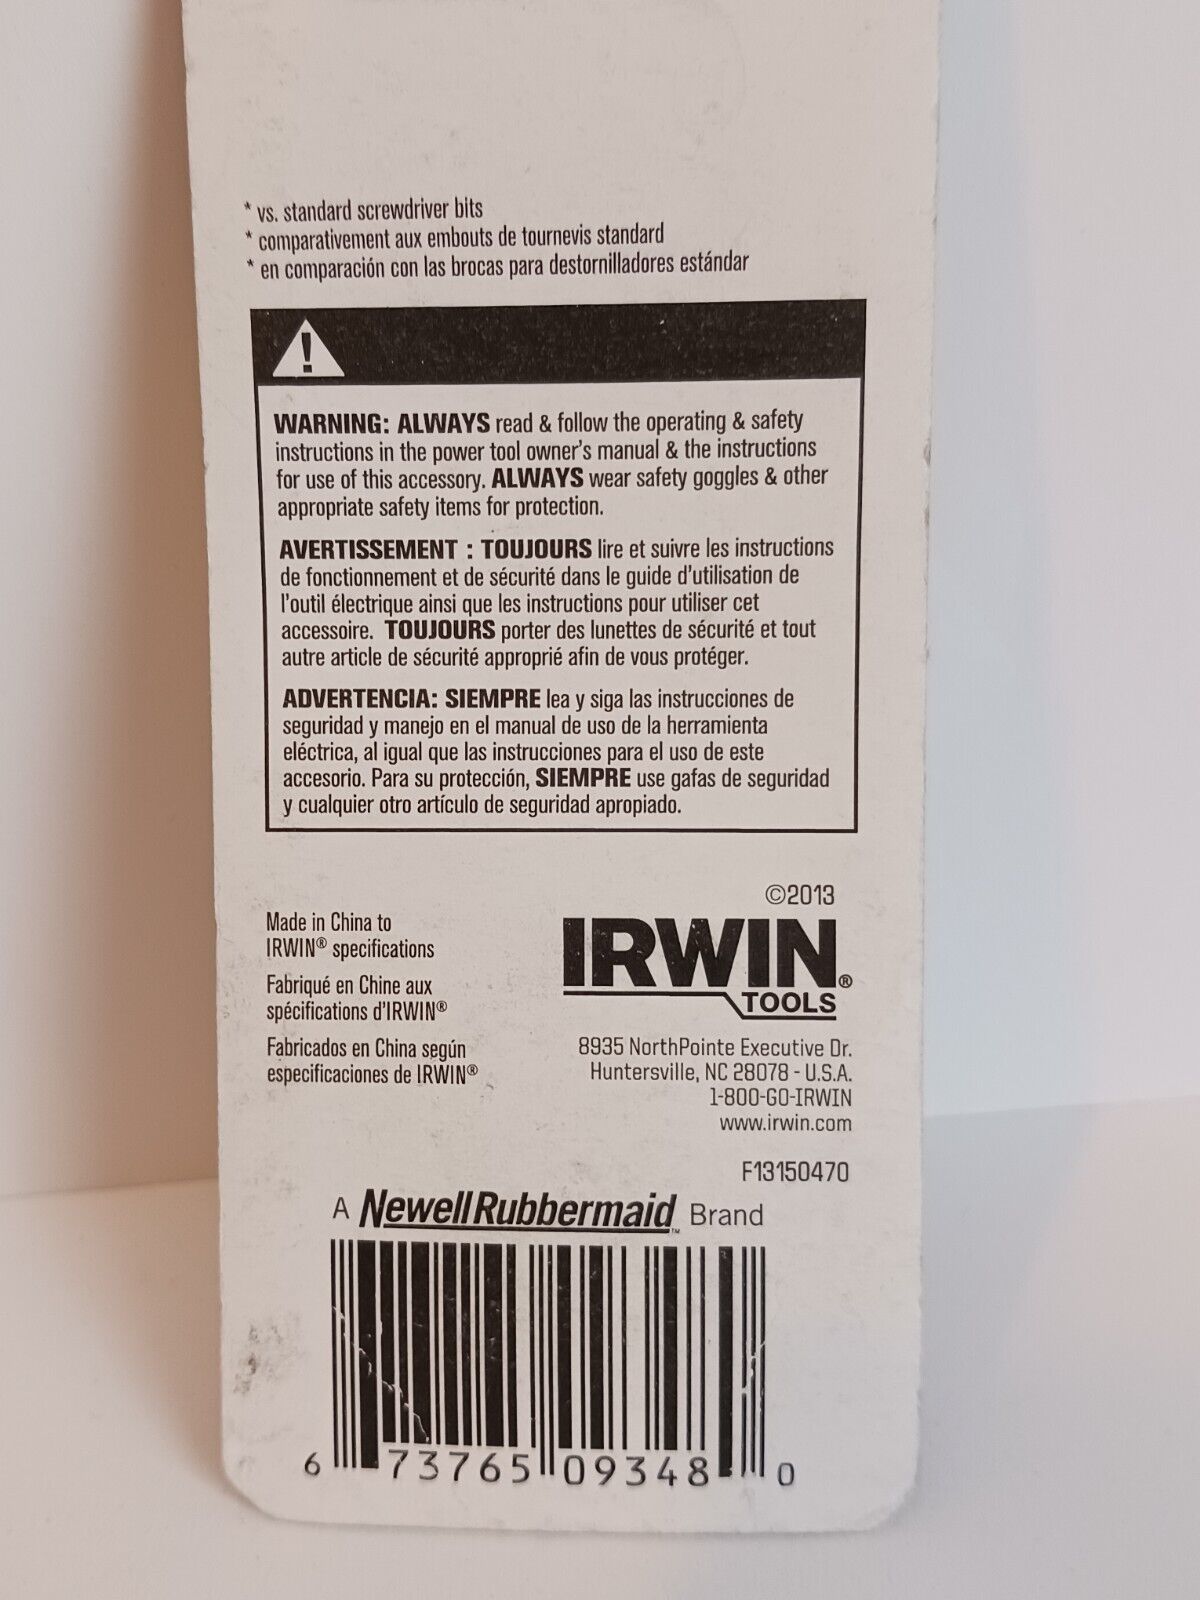 * vs. standard screwdriver bits
* comparativement aux embouts de tournevis standard
* en comparación con las brocas para destornilladores estándar
WARNING: ALWAYS read & follow the operating & safety
instructions in the power tool owner's manual & the instructions
for use of this accessory. ALWAYS wear safety goggles & other
appropriate safety items for protection.
AVERTISSEMENT : TOUJOURS lire et suivre les instructions
de fonctionnement et de sécurité dans le guide d'utilisation de
l'outil électrique ainsi que les instructions pour utiliser cet
accessoire. TOUJOURS porter des lunettes de sécurité et tout
autre article de sécurité approprié afin de vous protéger.
ADVERTENCIA: SIEMPRE lea y siga las instrucciones de
seguridad y manejo en el manual de uso de la herramienta
eléctrica, al igual que las instrucciones para el uso de este
accesorio. Para su protección, SIEMPRE use gafas de seguridad
y cualquier otro artículo de seguridad apropiado.
Made in China to
IRWIN® specifications
Fabriqué en Chine aux
spécifications d'IRWIN®
Fabricados en China según
especificaciones de IRWIN®
©2013
IRWIN®
TOOLS
8935 NorthPointe Executive Dr.
Huntersville, NC 28078 - U.S.A.
1-800-GO-IRWIN
www.irwin.com
F13150470
A NewellRubbermaid™ Brand
6 73765 09348 0